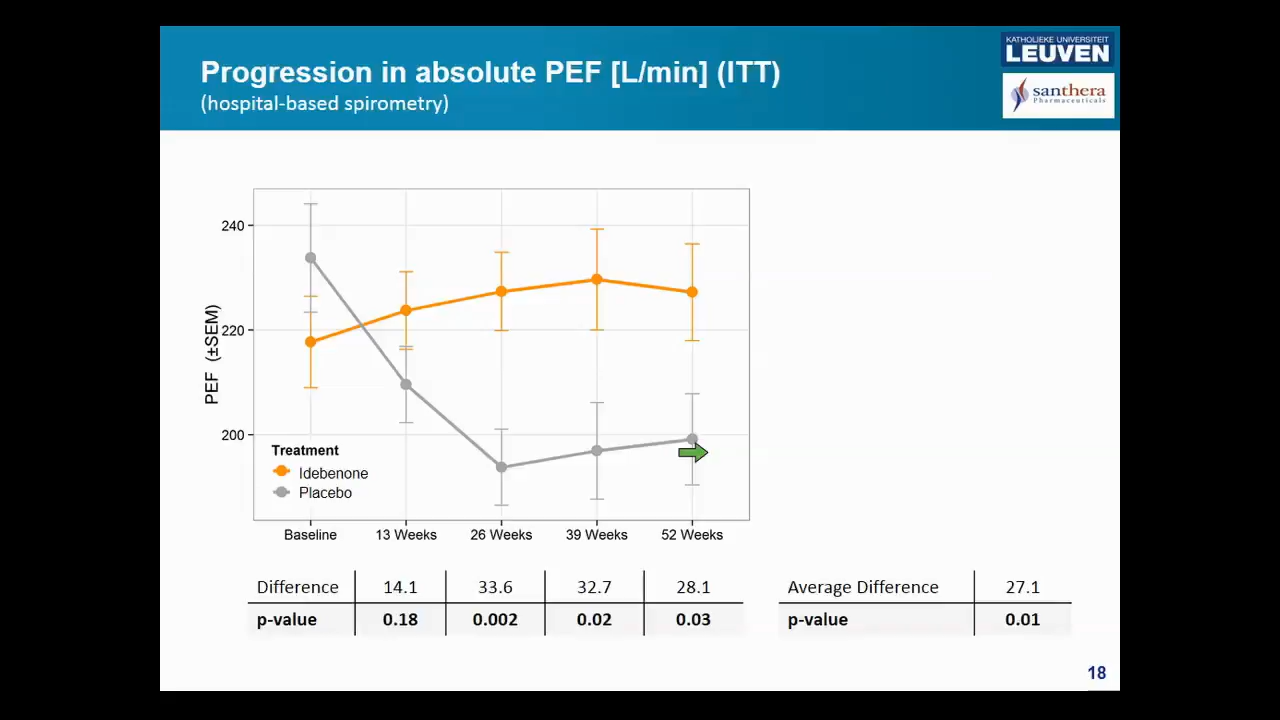 KATHOLIEKE UNIVERSITEIT
LEUVEN
Progression in absolute PEF [L/min] (ITT)
(hospital-based spirometry)
santhera
Pharmaceuticals
240
220
200
PEF (±SEM)
Treatment
Idebenone
Placebo
Baseline 13 Weeks 26 Weeks 39 Weeks 52 Weeks
Difference 14.1 33.6 32.7 28.1
p-value 0.18 0.002 0.02 0.03
Average Difference 27.1
p-value 0.01
18